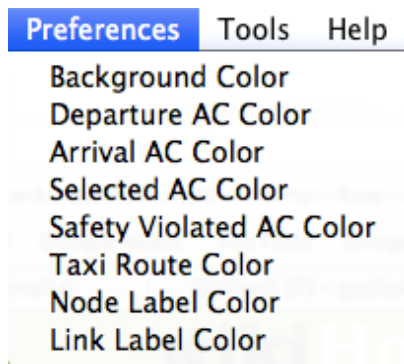 Preferences Tools Help
Background Color
Departure AC Color
Arrival AC Color
Selected AC Color
Safety Violated AC Color
Taxi Route Color
Node Label Color
Link Label Color